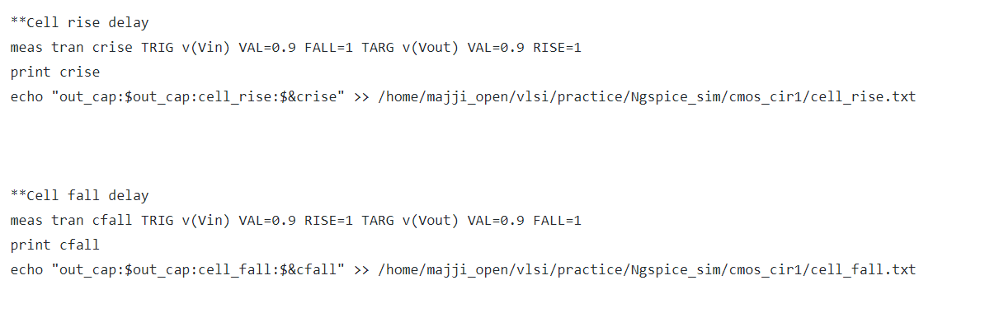 **Cell rise delay
meas tran crise TRIG v(Vin) VAL=0.9 FALL=1 TARG v(Vout) VAL=0.9 RISE=1
print crise
echo "out_cap:$out_cap:cell_rise:$&crise" >> /home/majji_open/vlsi/practice/Ngspice_sim/cmos_cir1/cell_rise.txt
**Cell fall delay
meas tran cfall TRIG v(Vin) VAL=0.9 RISE=1 TARG v(Vout) VAL=0.9 FALL=1
print cfall
echo "out_cap:$out_cap:cell_fall:$&cfall" >> /home/majji_open/vlsi/practice/Ngspice_sim/cmos_cir1/cell_fall.txt